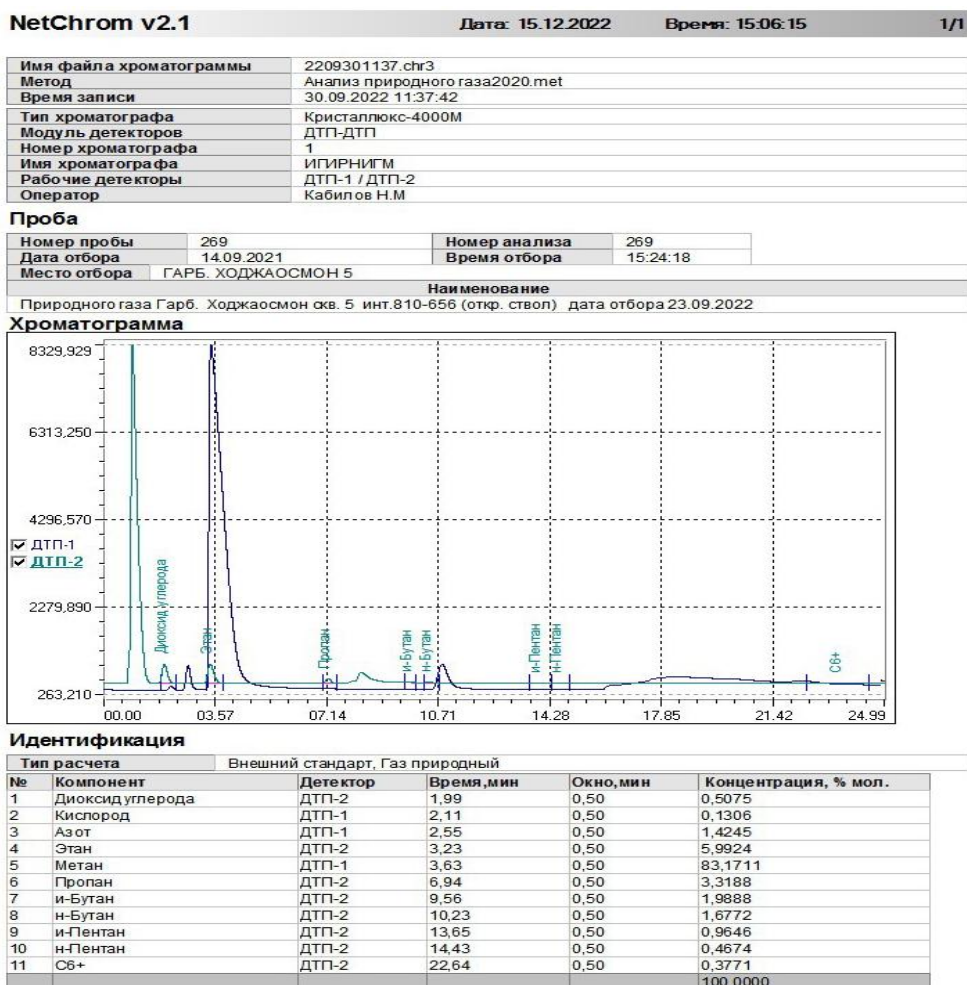 NetChrom v2.1 Дата: 15.12.2022 Время: 15:06:15 1/1
Имя файла хроматограммы 2209301137.chr3
Метод Анализ природного газа2020.met
Время записи 30.09.2022 11:37:42
Тип хроматографа Кристаллюкс-4000М
Модуль детекторов ДТП-ДТП
Номер хроматографа 1
Имя хроматографа ИГИРНИГМ
Рабочие детекторы ДТП-1 / ДТП-2
Оператор Кабилов Н.М
Проба
Номер пробы 269 Номер анализа 269
Дата отбора 14.09.2021 Время отбора 15:24:18
Место отбора ГАРБ. ХОДЖАОСМОН 5
Наименование
Природного газа Гарб. Ходжаосмон скв. 5 инт.810-656 (откр. ствол) дата отбора 23.09.2022
Хроматограмма
8329,929
6313,250
4296,570
ДТП-1
ДТП-2
2279,890
263,210
Диоксид углерода
Этан
Пропан
и-Бутан
н-Бутан
и-Пентан
н-Пентан
С6+
00.00 03.57 07.14 10.71 14.28 17.85 21.42 24.99
Идентификация
Тип расчета Внешний стандарт, Газ природный
№ Компонент Детектор Время,мин Окно,мин Концентрация, % мол.
1 Диоксид углерода ДТП-2 1,99 0,50 0,5075
2 Кислород ДТП-1 2,11 0,50 0,1306
3 Азот ДТП-1 2,55 0,50 1,4245
4 Этан ДТП-2 3,23 0,50 5,9924
5 Метан ДТП-1 3,63 0,50 83,1711
6 Пропан ДТП-2 6,94 0,50 3,3188
7 и-Бутан ДТП-2 9,56 0,50 1,9888
8 н-Бутан ДТП-2 10,23 0,50 1,6772
9 и-Пентан ДТП-2 13,65 0,50 0,9646
10 н-Пентан ДТП-2 14,43 0,50 0,4674
11 С6+ ДТП-2 22,64 0,50 0,3771
100,0000